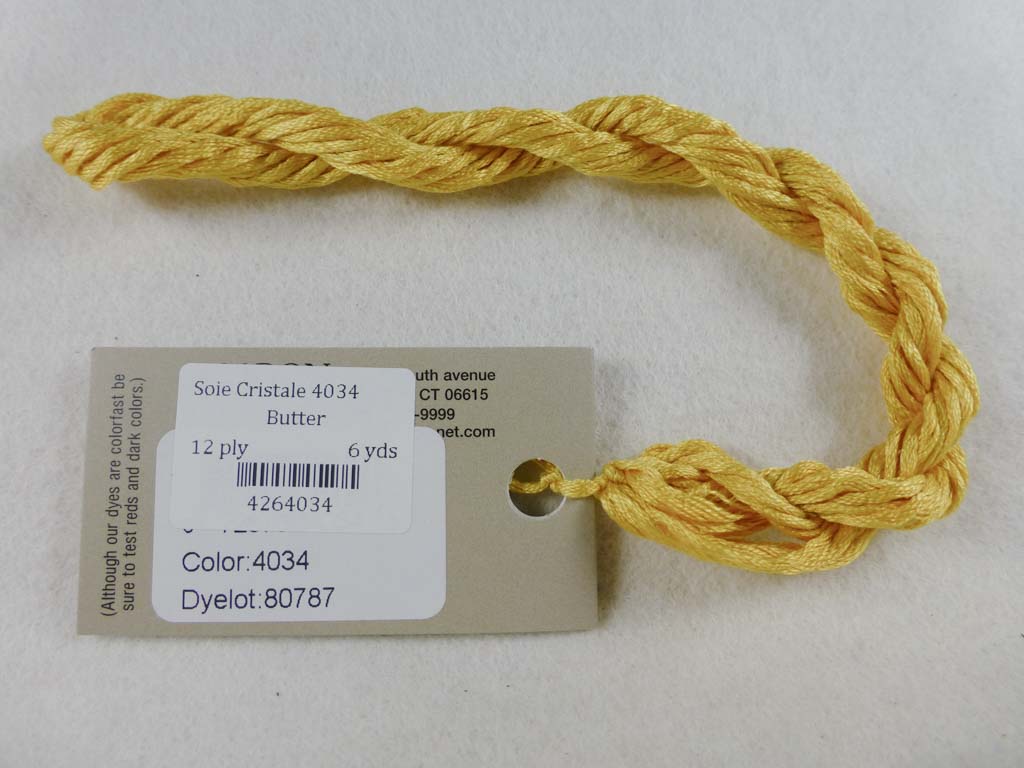 Soie Cristale 4034
Butter
12 ply 6 yds
4264034
Color:4034
Dyelot:80787
uth avenue
CT 06615
-9999
net.com
(Although our dyes are colorfast be
sure to test reds and dark colors.)